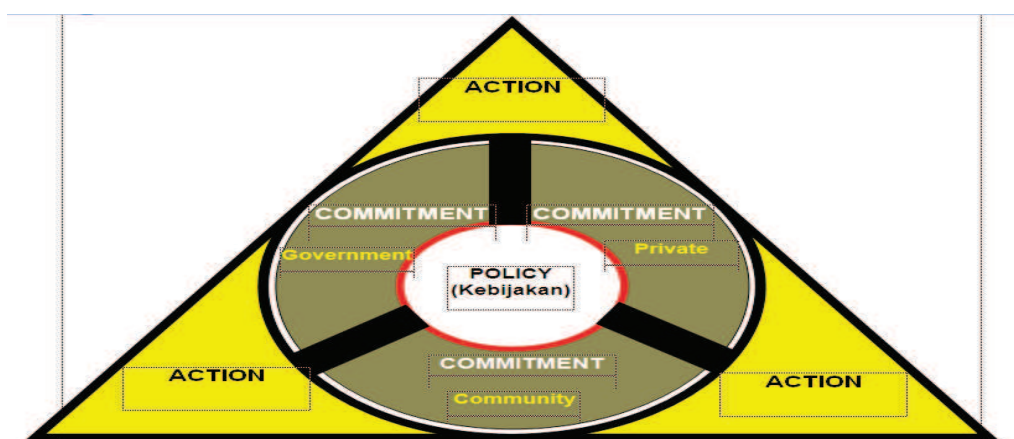 ACTION
COMMITMENT
COMMITMENT
Government
Private
POLICY
(Kebijakan)
COMMITMENT
Community
ACTION
ACTION